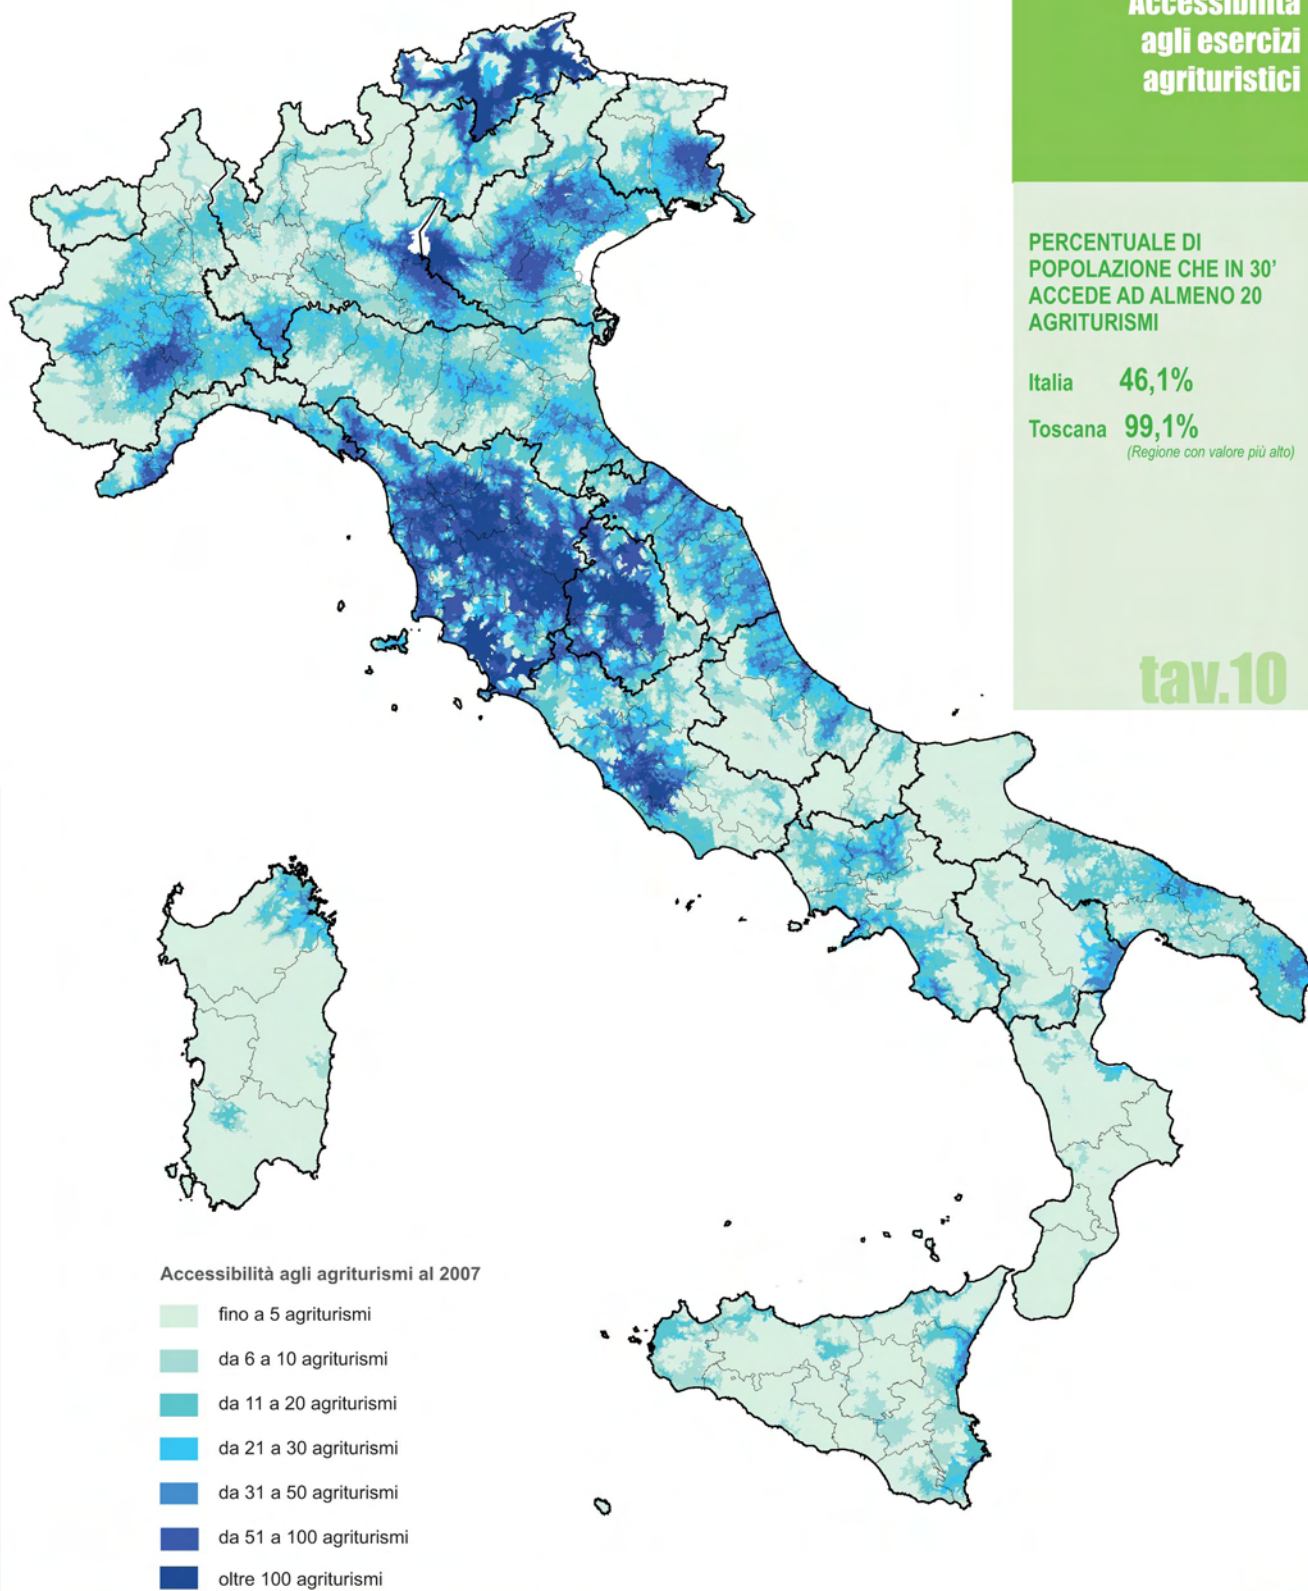 Accessibilità
agli esercizi
agrituristici
PERCENTUALE DI
POPOLAZIONE CHE IN 30'
ACCEDE AD ALMENO 20
AGRITURISMI
Italia 46,1%
Toscana 99,1%
(Regione con valore più alto)
tav.10
Accessibilità agli agriturismi al 2007
fino a 5 agriturismi
da 6 a 10 agriturismi
da 11 a 20 agriturismi
da 21 a 30 agriturismi
da 31 a 50 agriturismi
da 51 a 100 agriturismi
oltre 100 agriturismi